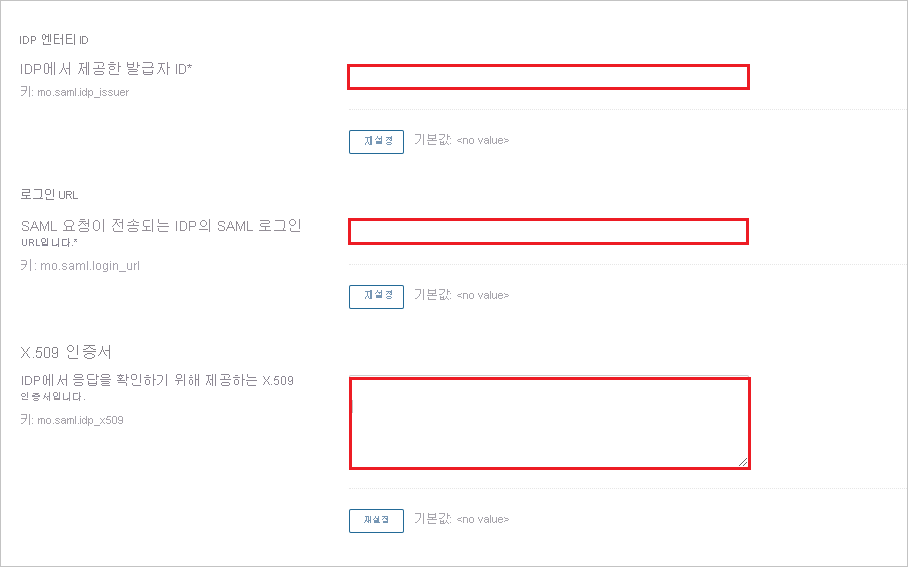 IDP 엔터티 ID
IDP에서 제공한 발급자 ID*
키: mo.saml.idp_issuer
재설정 기본값: <no value>
로그인 URL
SAML 요청이 전송되는 IDP의 SAML 로그인
URL입니다.*
키: mo.saml.login_url
재설정 기본값: <no value>
X.509 인증서
IDP에서 응답을 확인하기 위해 제공하는 X.509
인증서입니다.
키: mo.saml.idp_x509
재설정 기본값: <no value>